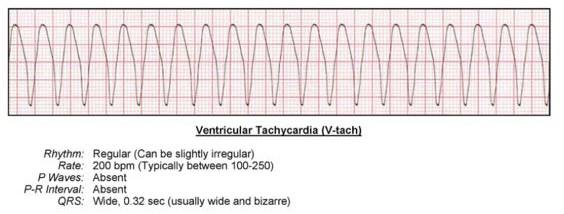 Ventricular Tachycardia (V-tach)
Rhythm: Regular (Can be slightly irregular)
Rate: 200 bpm (Typically between 100-250)
P Waves: Absent
P-R Interval: Absent
QRS: Wide, 0.32 sec (usually wide and bizarre)